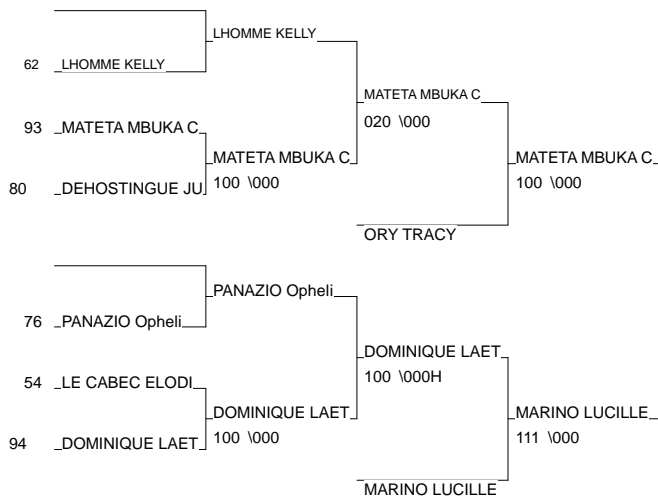 LHOMME KELLY
62 LHOMME KELLY
MATETA MBUKA C
93 MATETA MBUKA C
020 \000
MATETA MBUKA C
MATETA MBUKA C
80 DEHOSTINGUE JU
100 \000
100 \000
ORY TRACY
PANAZIO Opheli
76 PANAZIO Opheli
DOMINIQUE LAET
54 LE CABEC ELODI
100 \000H
DOMINIQUE LAET
MARINO LUCILLE
94 DOMINIQUE LAET
100 \000
111 \000
MARINO LUCILLE